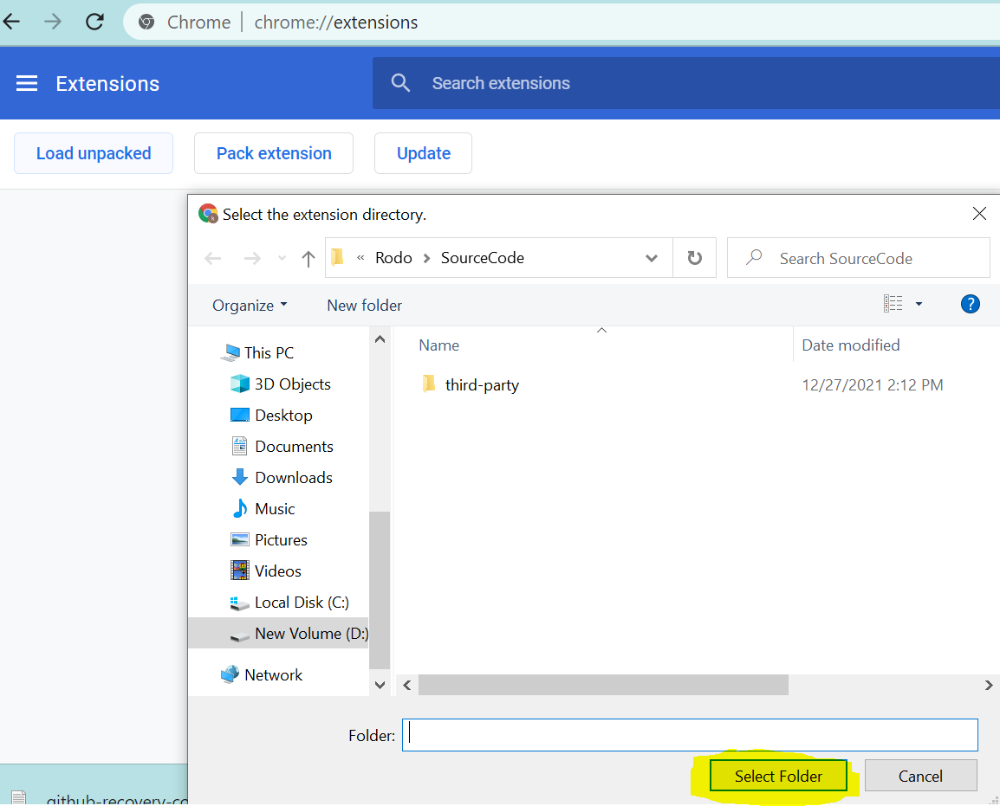 Chrome | chrome://extensions
Extensions
Search extensions
Load unpacked
Pack extension
Update
Select the extension directory.
« Rodo > SourceCode
Search SourceCode
Organize
New folder
?
This PC
3D Objects
Desktop
Documents
Downloads
Music
Pictures
Videos
Local Disk (C:)
New Volume (D:)
Network
Name
Date modified
third-party
12/27/2021 2:12 PM
Folder:
Select Folder
Cancel
github-recovery-co